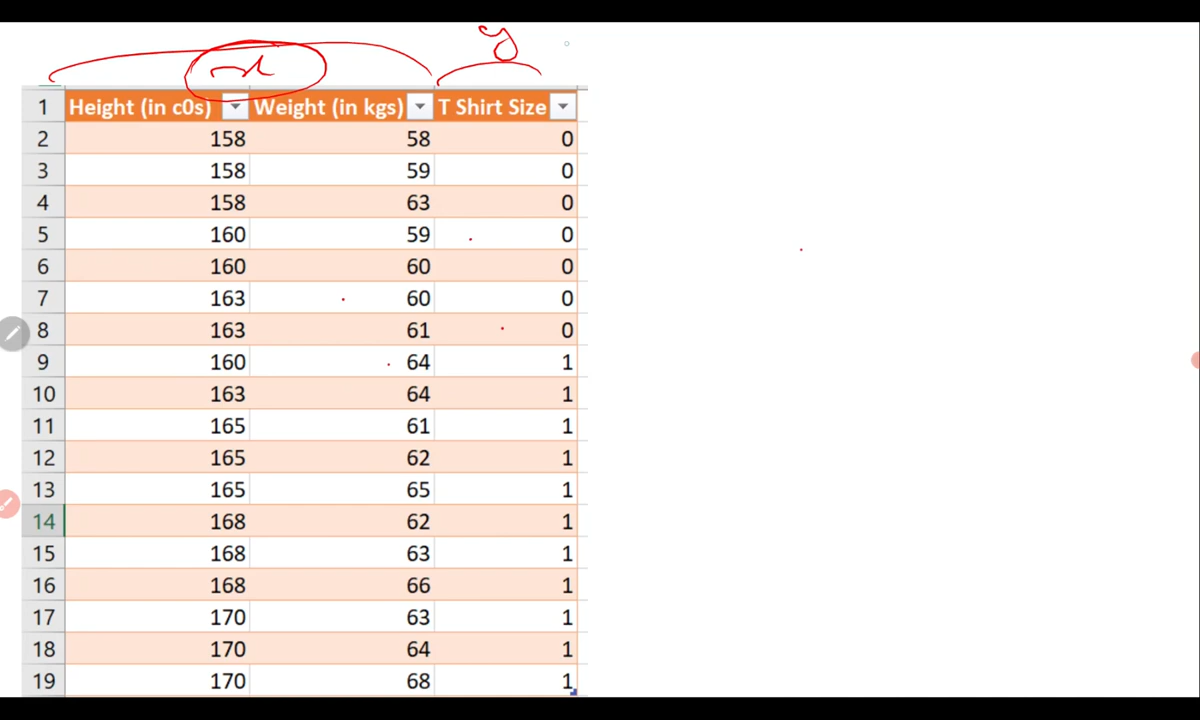 y
1 Height (in c0s) Weight (in kgs) T Shirt Size
2 158 58 0
3 158 59 0
4 158 63 0
5 160 59 0
6 160 60 0
7 163 60 0
8 163 61 0
9 160 64 1
10 163 64 1
11 165 61 1
12 165 62 1
13 165 65 1
14 168 62 1
15 168 63 1
16 168 66 1
17 170 63 1
18 170 64 1
19 170 68 1